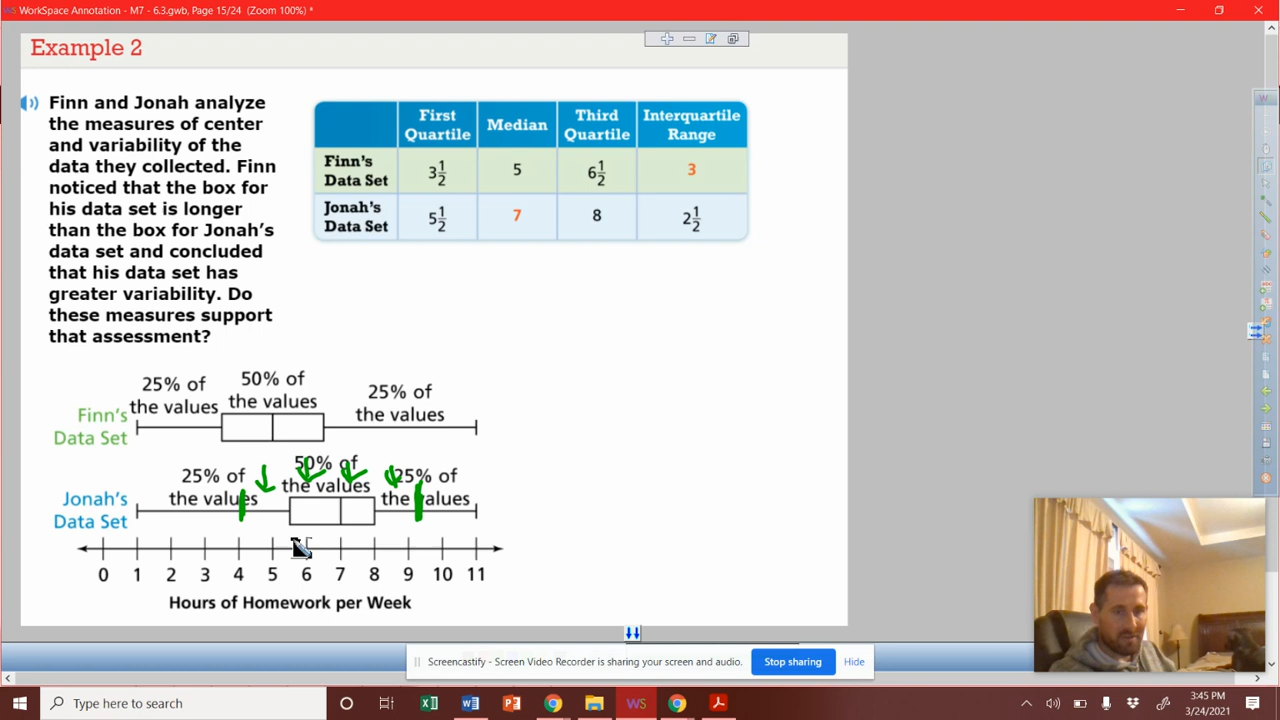 WorkSpace Annotation - M7 - 6.3.gwb, Page 15/24 (Zoom 100%) *
Example 2
Finn and Jonah analyze
the measures of center
and variability of the
data they collected. Finn
noticed that the box for
his data set is longer
than the box for Jonah's
data set and concluded
that his data set has
greater variability. Do
these measures support
that assessment?
First Quartile Median Third Quartile Interquartile Range
Finn's Data Set 3 1/2 5 6 1/2 3
Jonah's Data Set 5 1/2 7 8 2 1/2
25% of the values 50% of the values 25% of the values
Finn's Data Set
25% of the values 50% of the values 25% of the values
Jonah's Data Set
0 1 2 3 4 5 6 7 8 9 10 11
Hours of Homework per Week
Screencastify - Screen Video Recorder is sharing your screen and audio. Stop sharing Hide
Type here to search
3:45 PM
3/24/2021